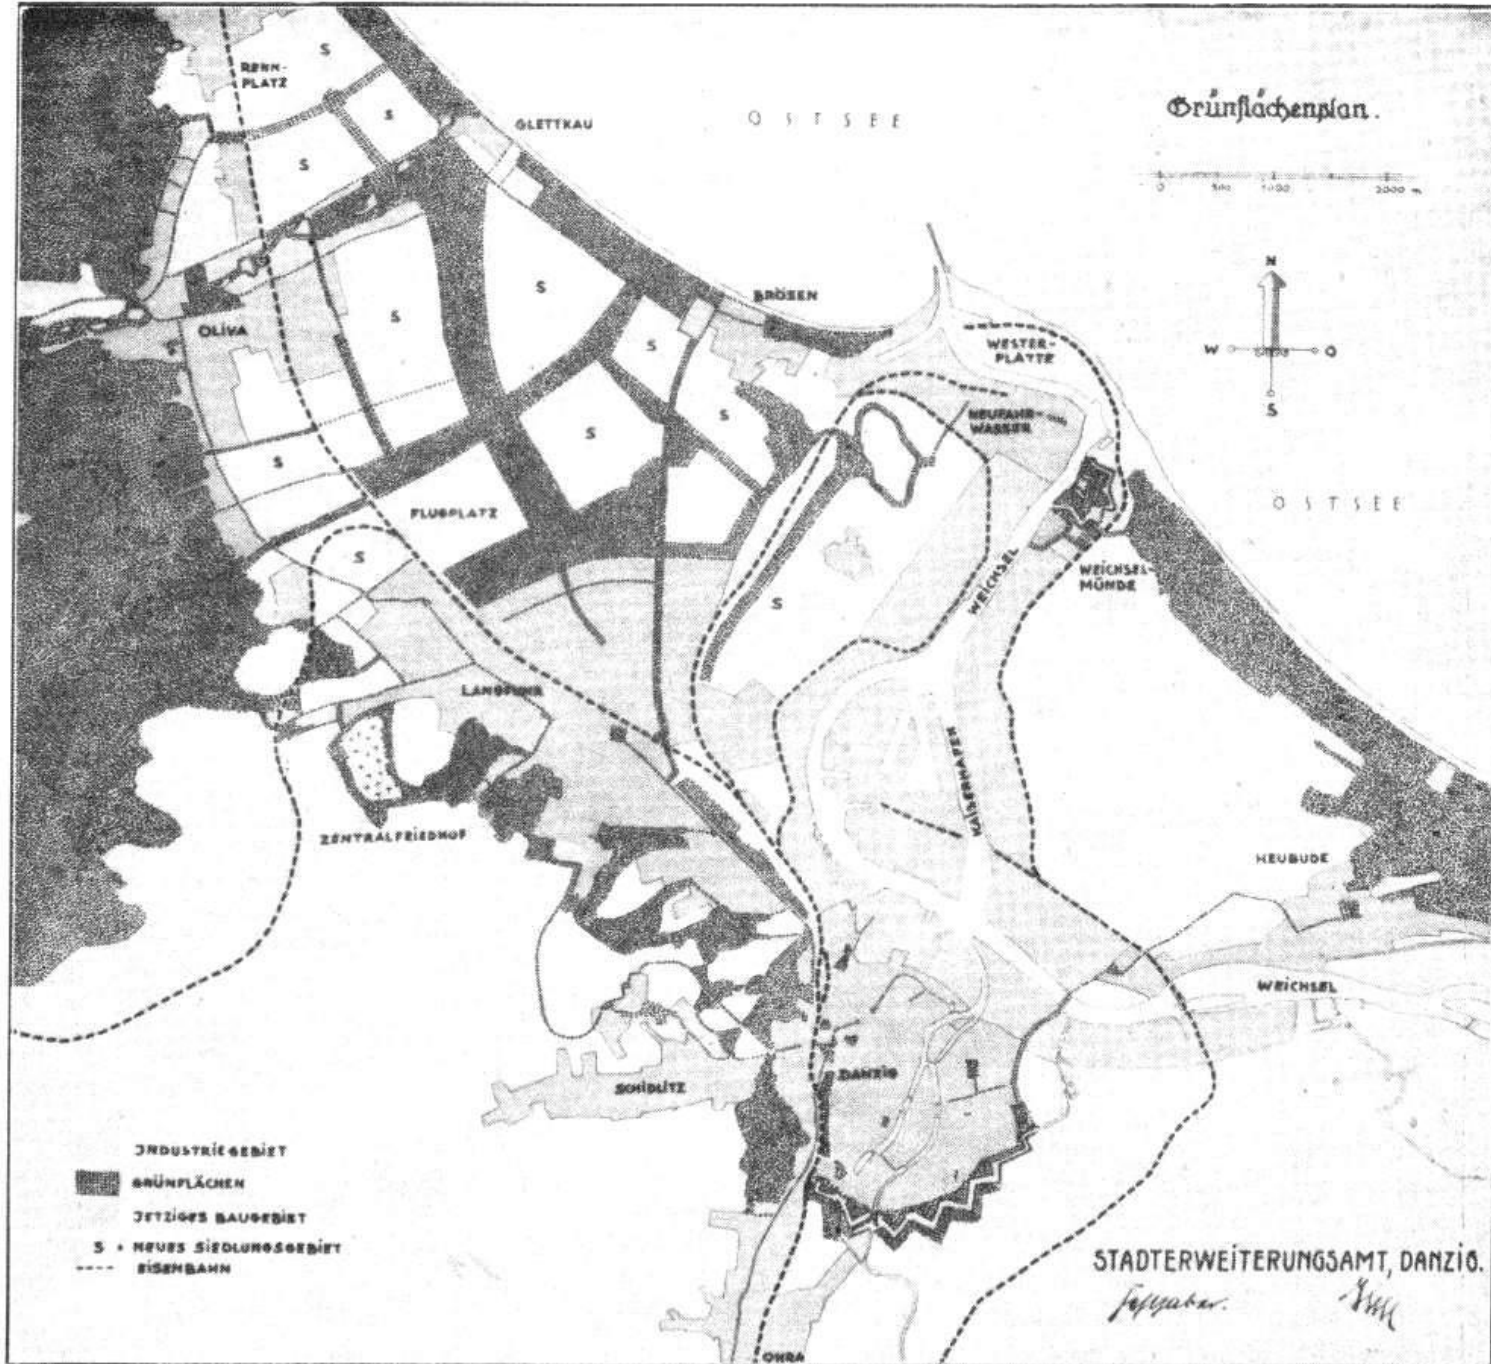 Grünflächenplan.
0 500 1000 2000 m
N
W O
S
OSTSEE
OSTSEE
RENN-
PLATZ
S
S
S
GLETTKAU
OLIVA
S
S
BRÖSEN
S
WESTER-
PLATTE
S
S
NEUFAHR-
WASSER
S
FLUGPLATZ
S
WEICHSEL
WEICHSEL-
MÜNDE
S
LANGFUHR
KAISERHAFEN
ZENTRALFRIEDHOF
HEUBUDE
WEICHSEL
SCHIDLITZ
DANZIG
OHRA
INDUSTRIEGEBIET
GRÜNFLÄCHEN
JETZIGES BAUGEBIET
S • NEUES SIEDLUNGSGEBIET
---- EISENBAHN
STADTERWEITERUNGSAMT, DANZIG.